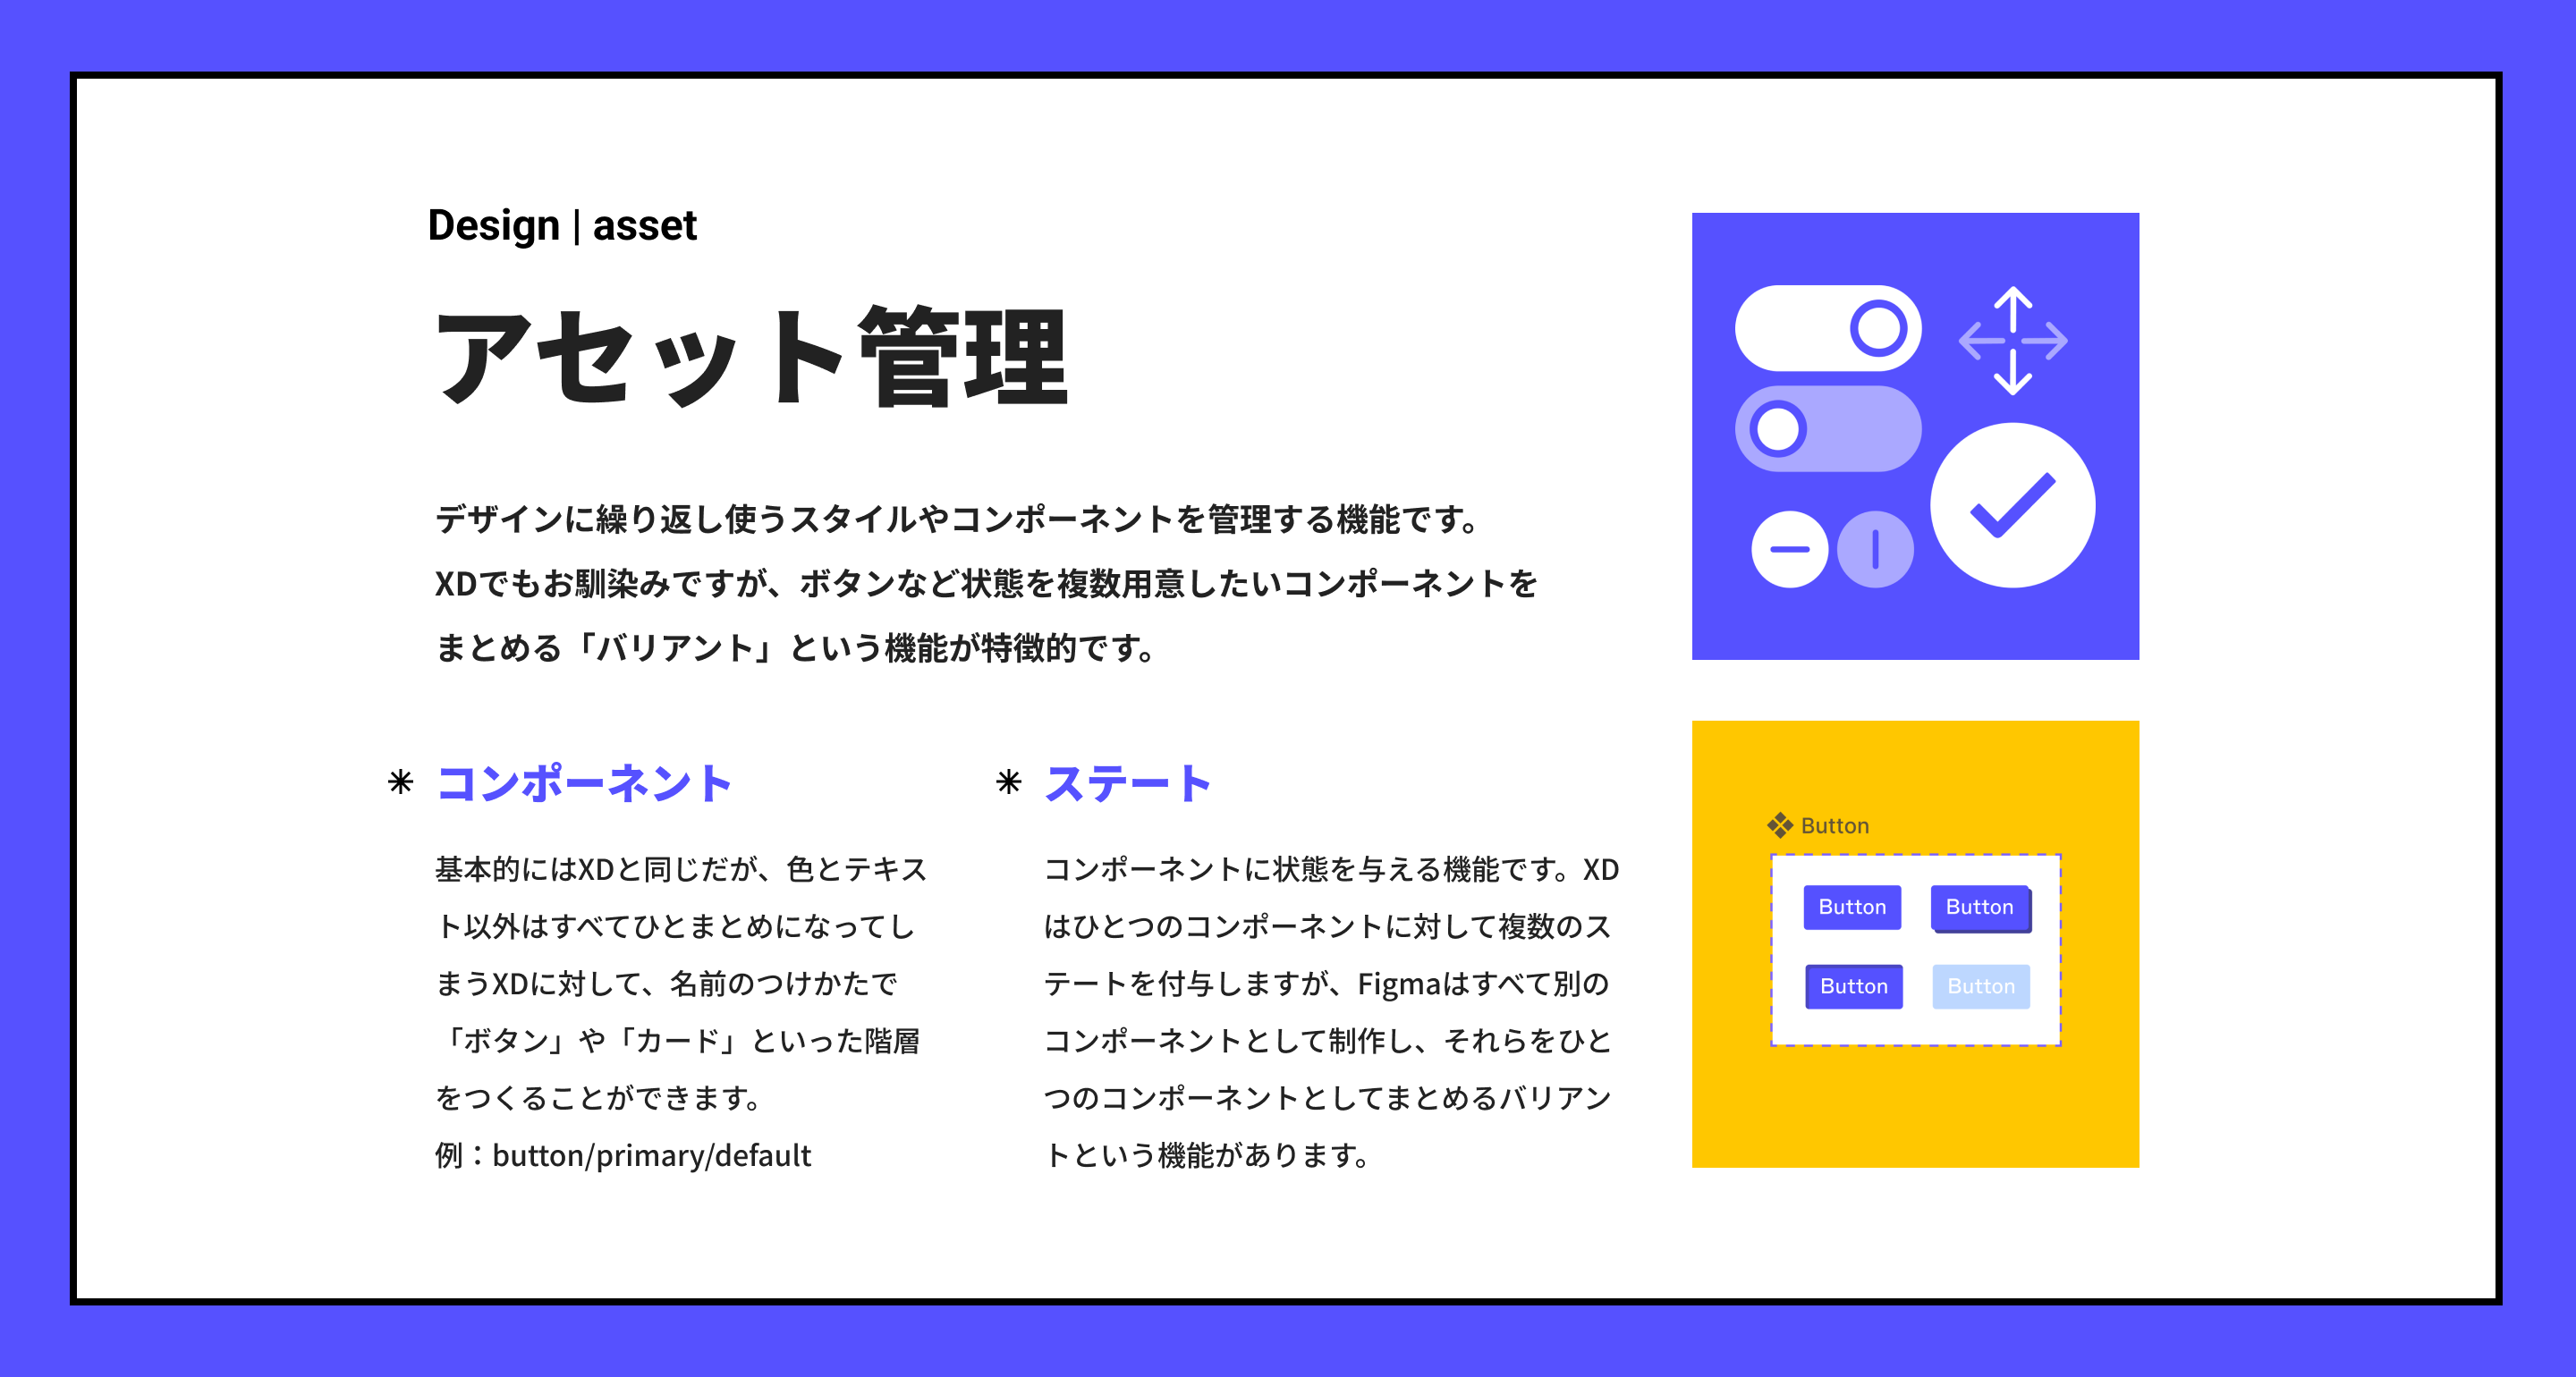 Design | asset
アセット管理
デザインに繰り返し使うスタイルやコンポーネントを管理する機能です。
XDでもお馴染みですが、ボタンなど状態を複数用意したいコンポーネントを
まとめる「バリアント」という機能が特徴的です。
コンポーネント
基本的にはXDと同じだが、色とテキス
ト以外はすべてひとまとめになってし
まうXDに対して、名前のつけかたで
「ボタン」や「カード」といった階層
をつくることができます。
例：button/primary/default
ステート
コンポーネントに状態を与える機能です。XD
はひとつのコンポーネントに対して複数のス
テートを付与しますが、Figmaはすべて別の
コンポーネントとして制作し、それらをひと
つのコンポーネントとしてまとめるバリアン
トという機能があります。
Button
Button
Button
Button
Button